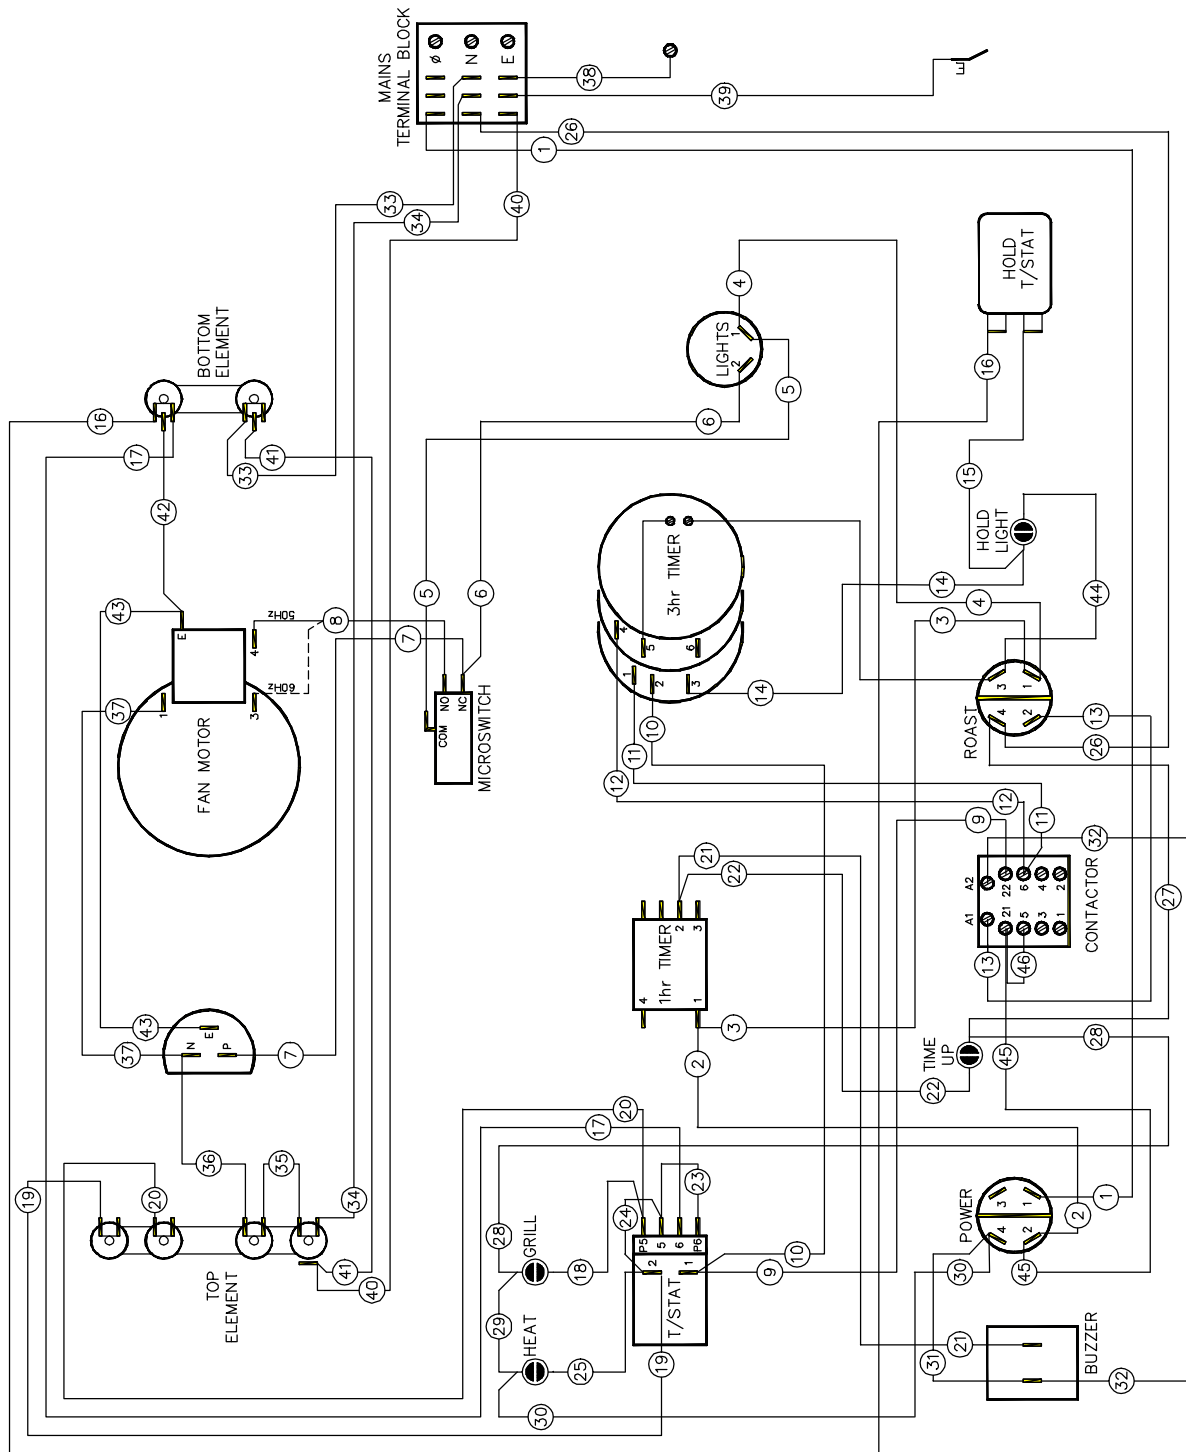 19
16
17
20
36
35
34
41
40
TOP
ELEMENT
37
43
N
E
P
7
FAN MOTOR
37
43
1
E
3
4
60Hz
50Hz
8
7
42
BOTTOM
ELEMENT
33
41
33
34
40
MAINS
TERMINAL BLOCK
Ø
N
E
1
26
38
39
E
COM
NO
NC
MICROSWITCH
5
6
30
29
28
HEAT
GRILL
25
18
24
20
17
23
19
T/STAT
2
1
P5
5
6
P6
9
10
2
3
1hr TIMER
4
1
2
3
21
22
12
11
10
14
3hr TIMER
1
2
3
4
5
6
LIGHTS
2
1
6
5
4
BUZZER
31
21
32
POWER
4
3
2
1
30
45
2
1
TIME
UP
22
45
28
CONTACTOR
A1
A2
21
22
5
6
3
4
1
2
13
46
9
12
11
32
27
ROAST
4
3
2
1
26
13
3
4
14
44
HOLD
LIGHT
15
16
HOLD
T/STAT